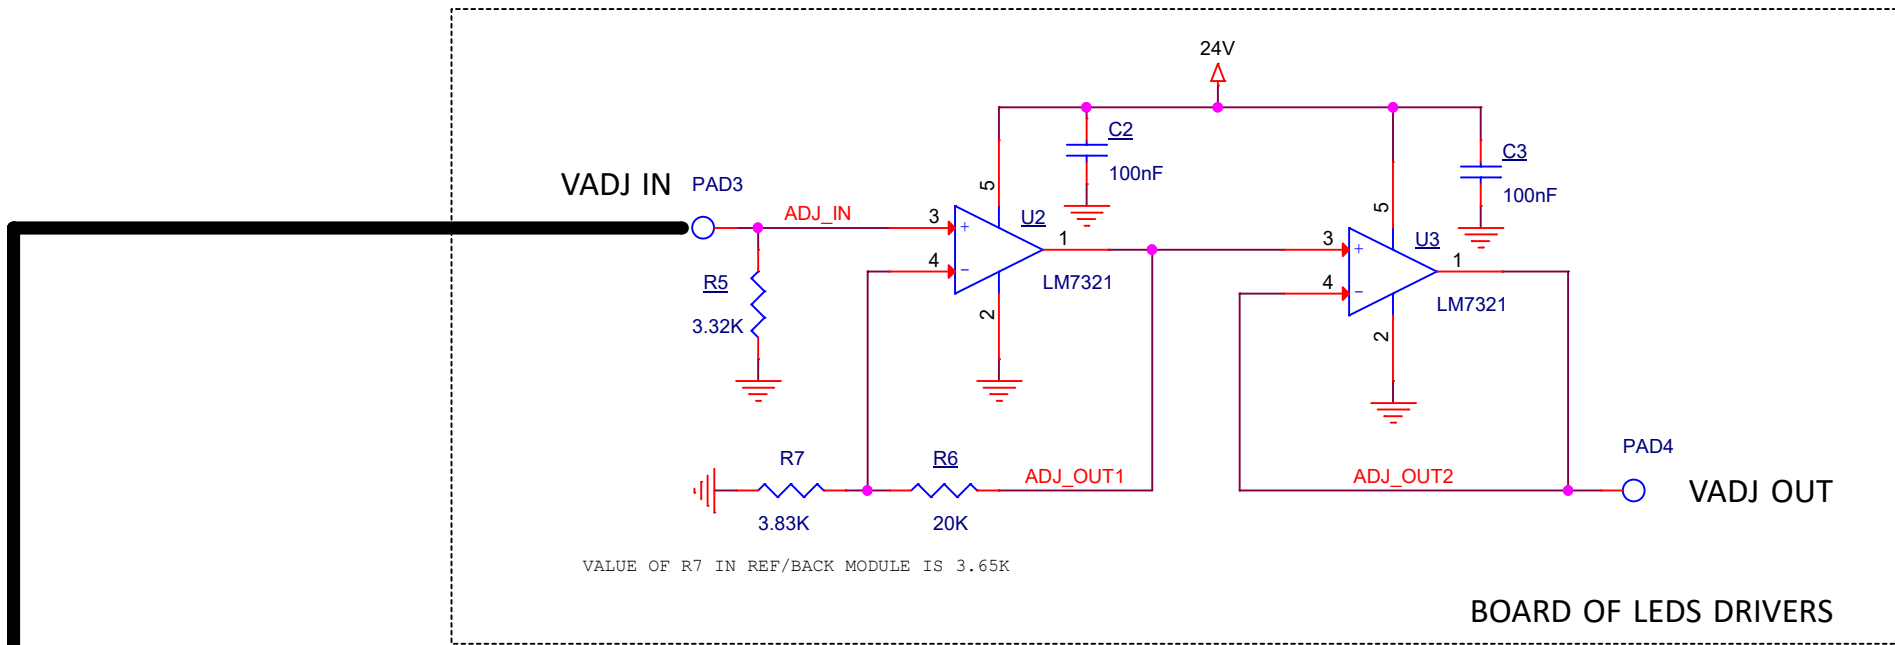 24V
C2
100nF
C3
100nF
VADJ IN
PAD3
ADJ_IN
3
+
4
-
5
2
1
U2
LM7321
3
+
4
-
5
2
1
U3
LM7321
R5
3.32K
R7
3.83K
R6
20K
ADJ_OUT1
ADJ_OUT2
PAD4
VADJ OUT
VALUE OF R7 IN REF/BACK MODULE IS 3.65K
BOARD OF LEDS DRIVERS